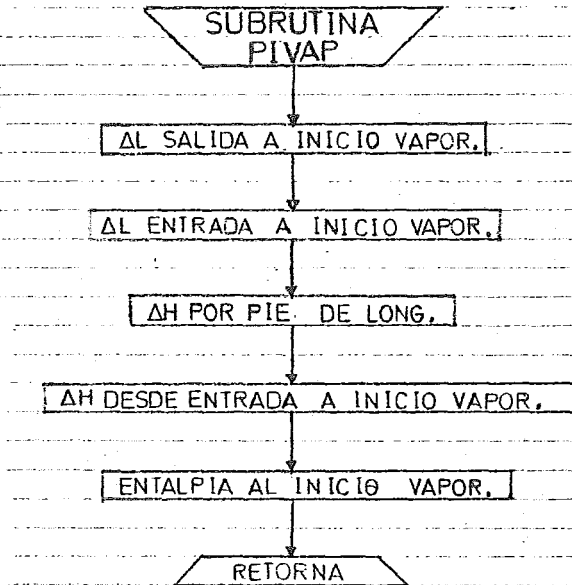 SUBRUTINA
PIVAP
ΔL SALIDA A INICIO VAPOR.
ΔL ENTRADA A INICIO VAPOR.
ΔH POR PIE. DE LONG.
ΔH DESDE ENTRADA A INICIO VAPOR.
ENTALPIA AL INICIO VAPOR.
RETORNA